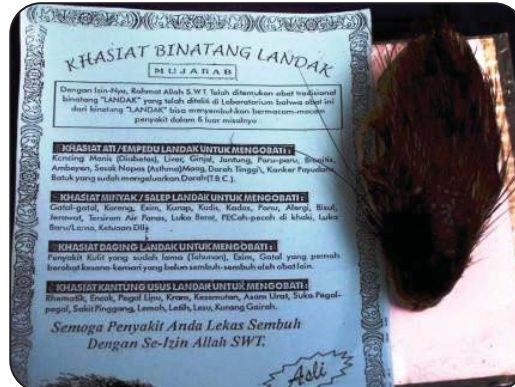 KHASIAT BINATANG LANDAK
MUJARAB
Dengan Izin-Nya, Rahmat Allah S.W.T. Telah ditemukan obat tradisional
binatang "LANDAK" yang telah diteliti di Laboratorium bahwa obat ini
dari binatang "LANDAK" bisa menyembuhkan bermacam-macam
penyakit dalam & luar misalnya
KHASIAT ATI / EMPEDU LANDAK UNTUK MENGOBATI :
Kencing Manis (Diabetes), Liver, Ginjal, Jantung, Paru-paru, Bronitis,
Ambeyen, Sesak Napas (Asthma)Maag, Darah Tinggi, Kanker Payudara,
Batuk yang sudah mengeluarkan Darah(T.B.C.).
KHASIAT MINYAK / SALEP LANDAK UNTUK MENGOBATI :
Gatal-gatal, Koreng, Exim, Kurap, Kudis, Kadas, Panu, Alergi, Bisul,
Jerawat, Tersiram Air Panas, Luka Berat, PECah-pecah di khaki, Luka
Baru/Lama, Ketuaan Dll.
KHASIAT DAGING LANDAK UNTUK MENGOBATI :
Penyakit Kulit yang sudah lama (Tahunan), Exim, Gatal yang pernah
berobat kesana-kemari yang belun sembuh-sembuh oleh obat lain.
KHASIAT KANTUNG USUS LANDAK UNTUK MENGOBATI :
Rhematik, Encok, Pegal Linu, Kram, Kesemutan, Asam Urat, Suka Pegal-
pegal, Sakit Pinggang, Lemah, Letih, Lesu, Kurang Gairah.
Semoga Penyakit Anda Lekas Sembuh
Dengan Se-Izin Allah SWT.
Asli